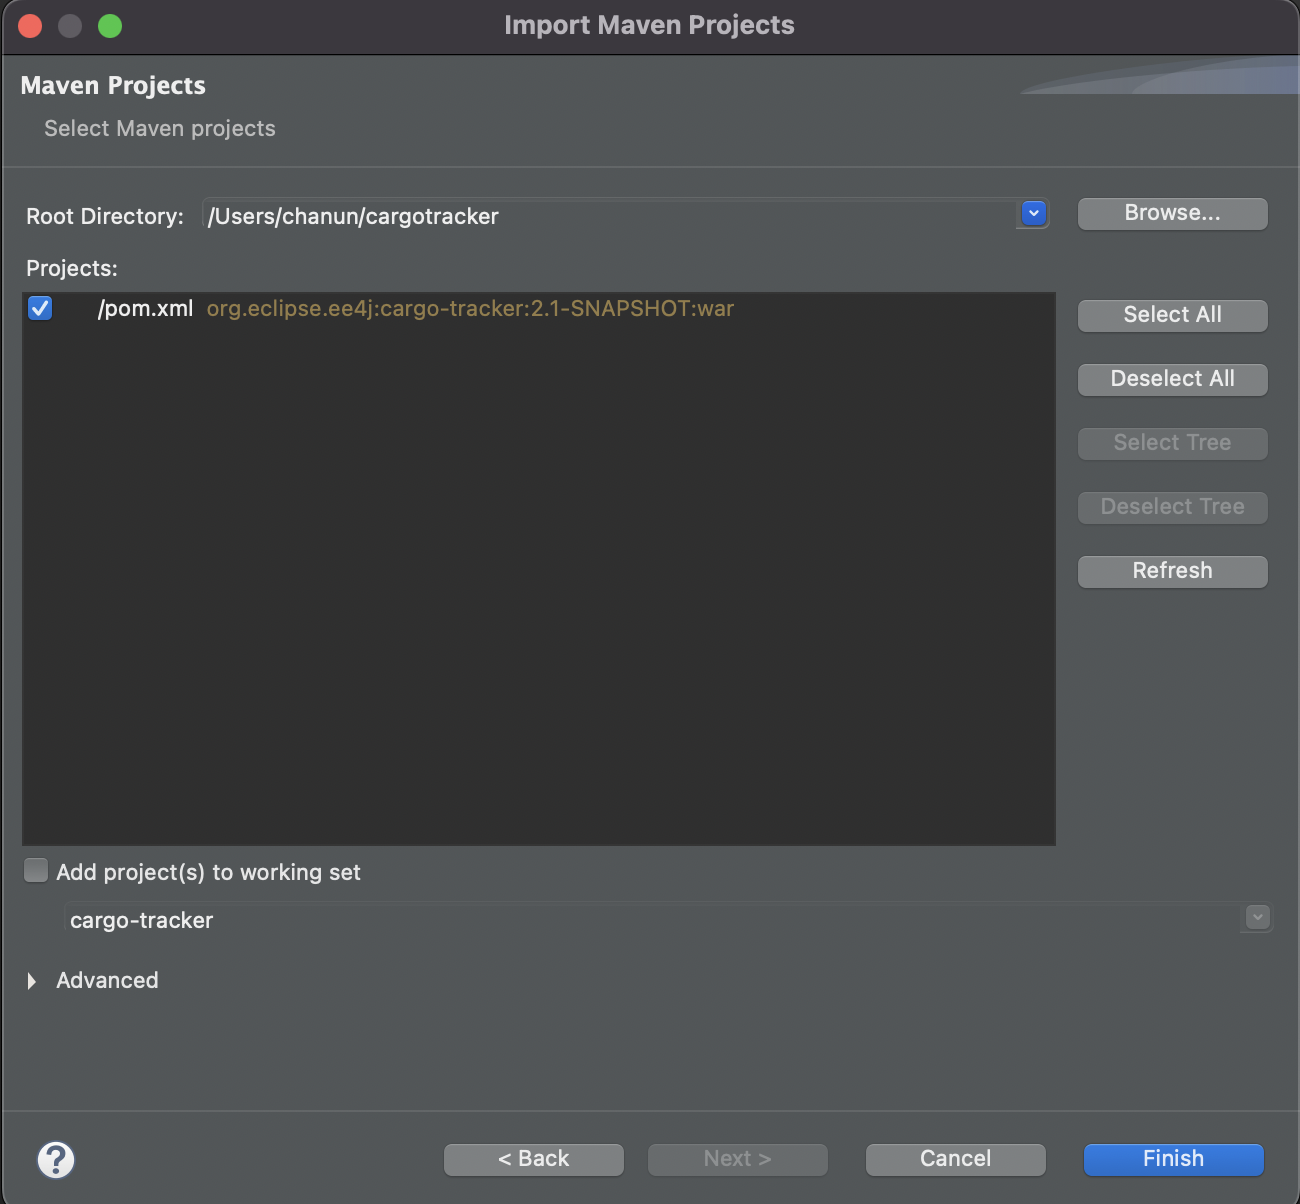 Import Maven Projects
Maven Projects
Select Maven projects
Root Directory: /Users/chanun/cargotracker Browse...
Projects:
/pom.xml org.eclipse.ee4j:cargo-tracker:2.1-SNAPSHOT:war
Select All
Deselect All
Select Tree
Deselect Tree
Refresh
Add project(s) to working set
cargo-tracker
Advanced
? < Back Next > Cancel Finish